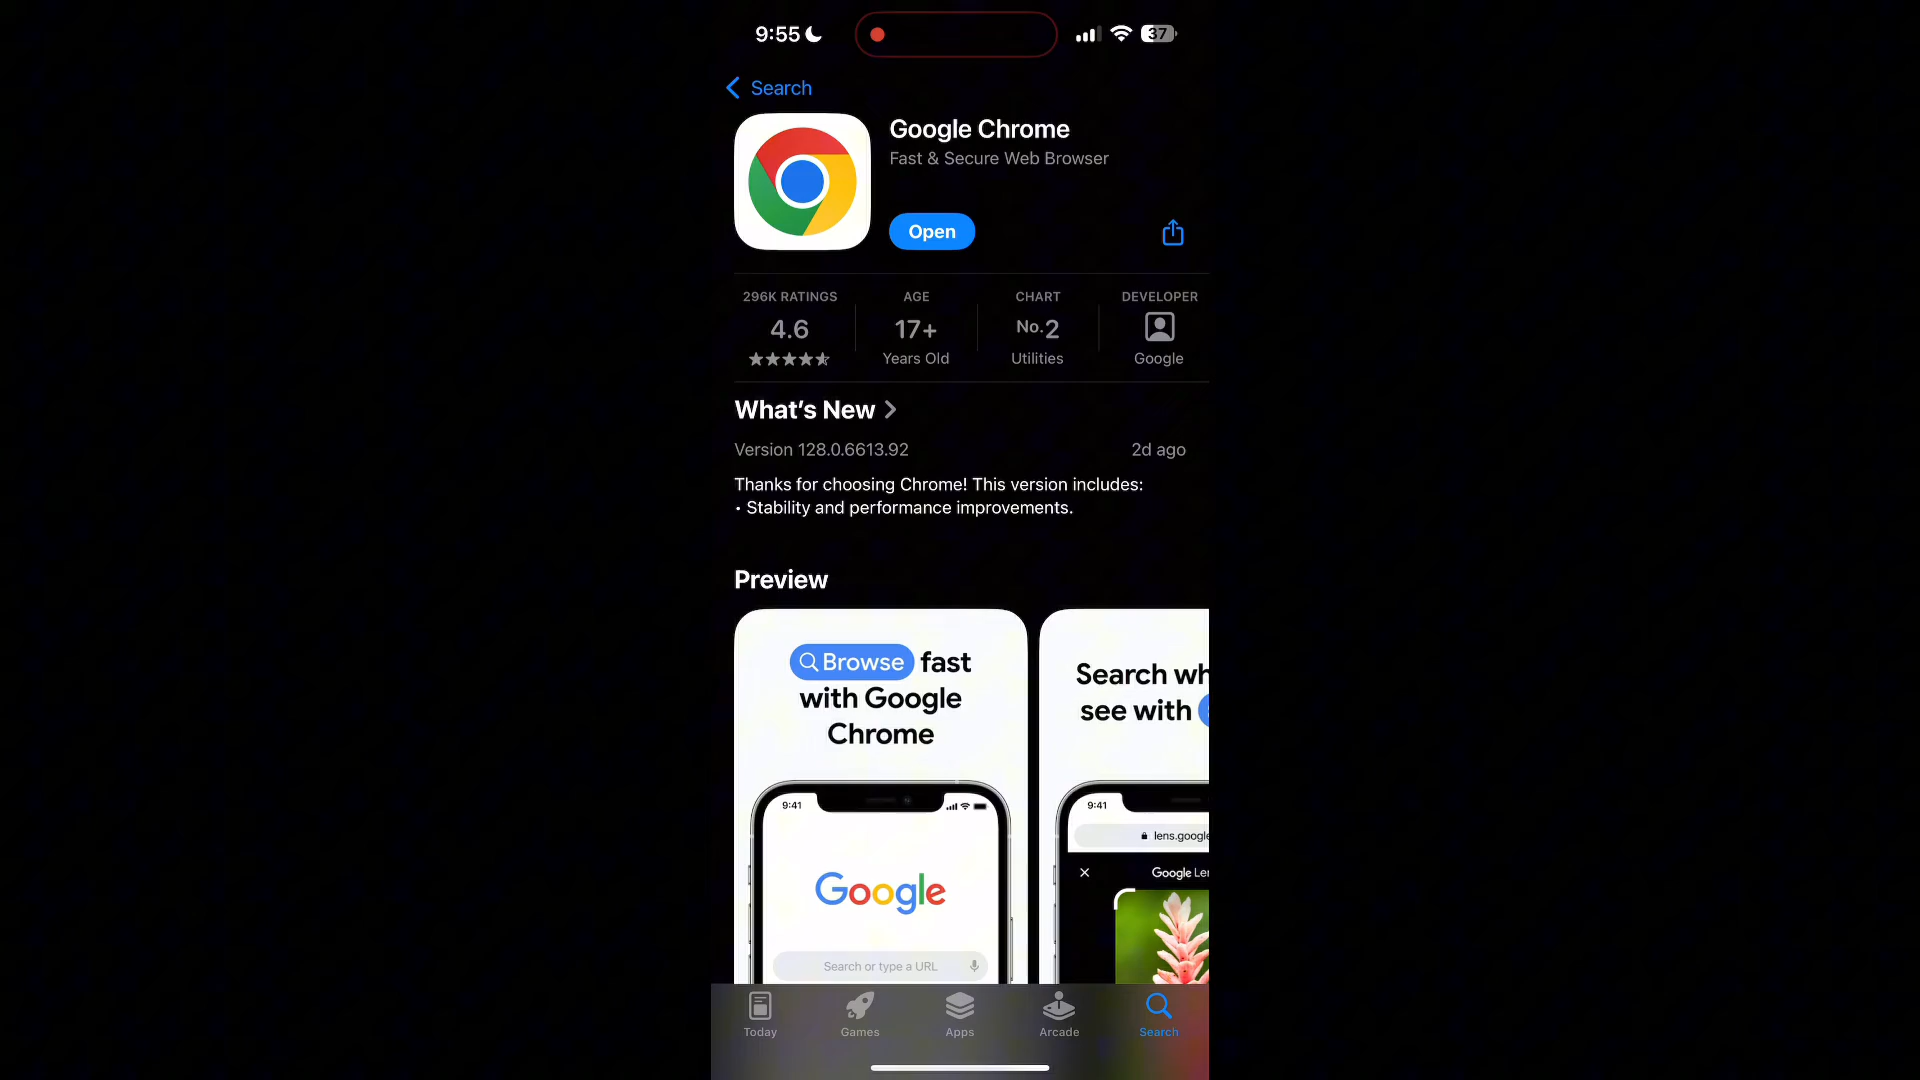 9:55
37
Search
Google Chrome
Fast & Secure Web Browser
Open
296K RATINGS
4.6
AGE
17+
Years Old
CHART
No.2
Utilities
DEVELOPER
Google
What's New
Version 128.0.6613.92
2d ago
Thanks for choosing Chrome! This version includes:
• Stability and performance improvements.
Preview
Browse fast
with Google
Chrome
9:41
Google
Search or type a URL
Search wh
see with
9:41
lens.google
Google Le
Today
Games
Apps
Arcade
Search